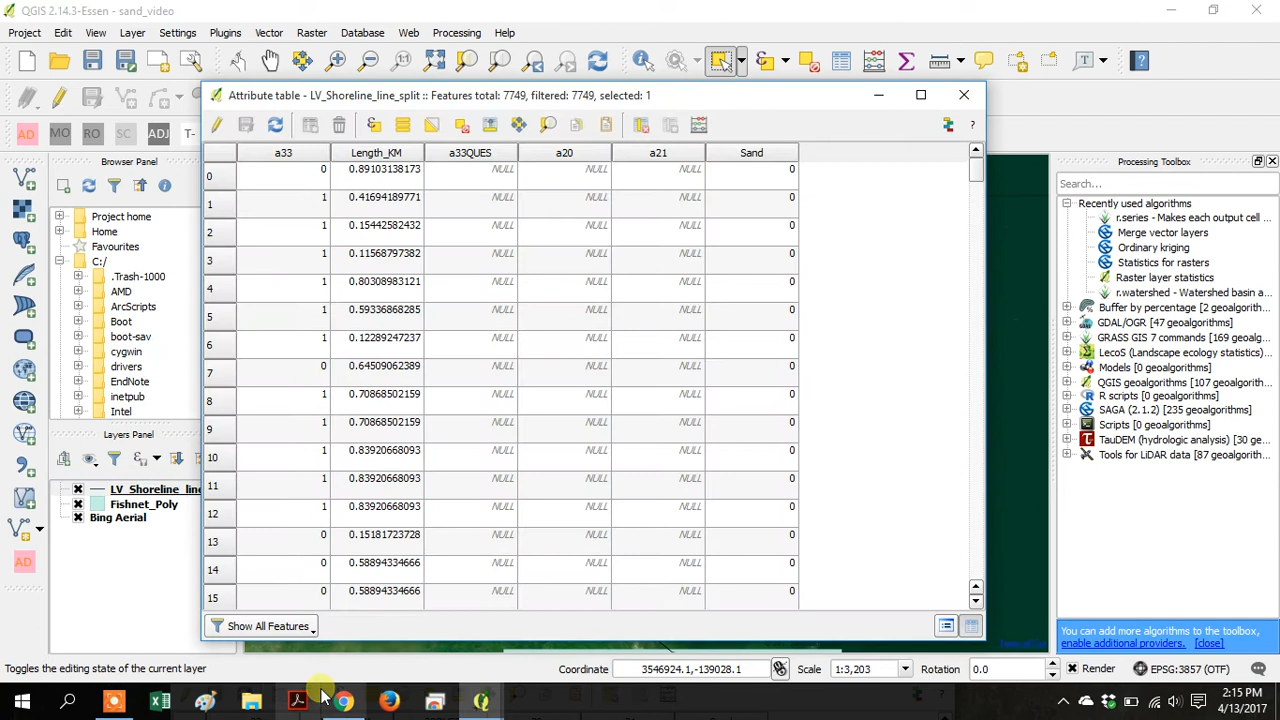 QGIS 2.14.3-Essen - sand_video
Project Edit View Layer Settings Plugins Vector Raster Database Web Processing Help
Attribute table - LV_Shoreline_line_split :: Features total: 7749, filtered: 7749, selected: 1
AD MO RO SC ADJ T-
Browser Panel
Project home
Home
Favourites
C:/
.Trash-1000
AMD
ArcScripts
Boot
boot-sav
cygwin
drivers
EndNote
inetpub
Intel
Layers Panel
LV_Shoreline_line
Fishnet_Poly
Bing Aerial
AD
a33 Length_KM a33QUES a20 a21 Sand
0 0 0.89103138173 NULL NULL NULL 0
1 1 0.41694189771 NULL NULL NULL 0
2 1 0.15442582432 NULL NULL NULL 0
3 1 0.11568797382 NULL NULL NULL 0
4 1 0.80308983121 NULL NULL NULL 0
5 1 0.59336868285 NULL NULL NULL 0
6 1 0.12289247237 NULL NULL NULL 0
7 0 0.64509062389 NULL NULL NULL 0
8 1 0.70868502159 NULL NULL NULL 0
9 1 0.70868502159 NULL NULL NULL 0
10 1 0.83920668093 NULL NULL NULL 0
11 1 0.83920668093 NULL NULL NULL 0
12 1 0.83920668093 NULL NULL NULL 0
13 0 0.15181723728 NULL NULL NULL 0
14 0 0.58894334666 NULL NULL NULL 0
15 0 0.58894334666 NULL NULL NULL 0
Show All Features
Processing Toolbox
Search...
Recently used algorithms
r.series - Makes each output cell
Merge vector layers
Ordinary kriging
Statistics for rasters
Raster layer statistics
r.watershed - Watershed basin a
Buffer by percentage [2 geoalgorithm
GDAL/OGR [47 geoalgorithms]
GRASS GIS 7 commands [169 geoalg
LecoS (Landscape ecology statistics)
Models [0 geoalgorithms]
QGIS geoalgorithms [107 geoalgorith
R scripts [0 geoalgorithms]
SAGA (2.1.2) [235 geoalgorithms]
Scripts [0 geoalgorithms]
TauDEM (hydrologic analysis) [30 ge
Tools for LiDAR data [87 geoalgorith
You can add more algorithms to the toolbox,
enable additional providers. [close]
Toggles the editing state of the current layer
Coordinate 3546924.1,-139028.1 Scale 1:3,203 Rotation 0.0 Render EPSG:3857 (OTF)
2:15 PM
4/13/2017